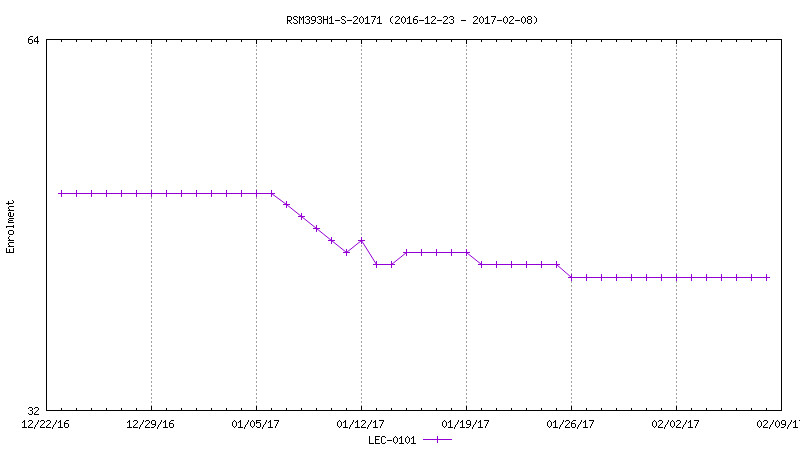 RSM393H1-S-20171 (2016-12-23 - 2017-02-08)
64
Enrolment
32
12/22/16 12/29/16 01/05/17 01/12/17 01/19/17 01/26/17 02/02/17 02/09/1
LEC-0101